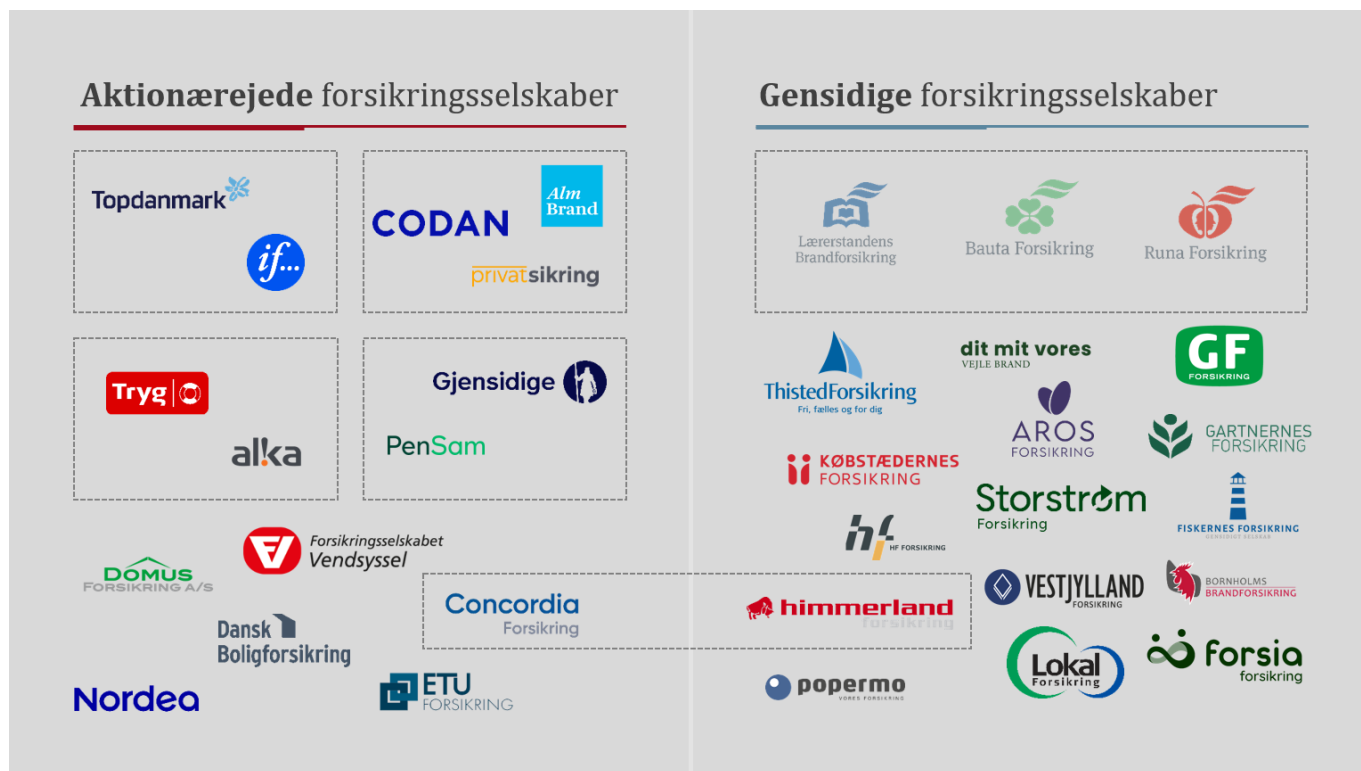 Aktionærejede forsikringsselskaber
Topdanmark
if...
CODAN
Alm
Brand
privatsikring
Tryg
alka
Gjensidige
PenSam
Forsikringsselskabet
Vendsyssel
DOMUS
FORSIKRING A/S
Concordia
Forsikring
Dansk
Boligforsikring
Nordea
ETU
FORSIKRING
Gensidige forsikringsselskaber
Lærerstandens
Brandforsikring
Bauta Forsikring
Runa Forsikring
ThistedForsikring
Fri, fælles og for dig
dit mit vores
VEJLE BRAND
GF
FORSIKRING
AROS
FORSIKRING
GARTNERNES
FORSIKRING
KØBSTÆDERNES
FORSIKRING
Storstrøm
Forsikring
FISKERNES FORSIKRING
GENSIDIGT SELSKAB
hf
HF FORSIKRING
himmerland
forsikring
VESTJYLLAND
FORSIKRING
BORNHOLMS
BRANDFORSIKRING
Lokal
Forsikring
forsia
forsikring
popermo
VORES FORSIKRING